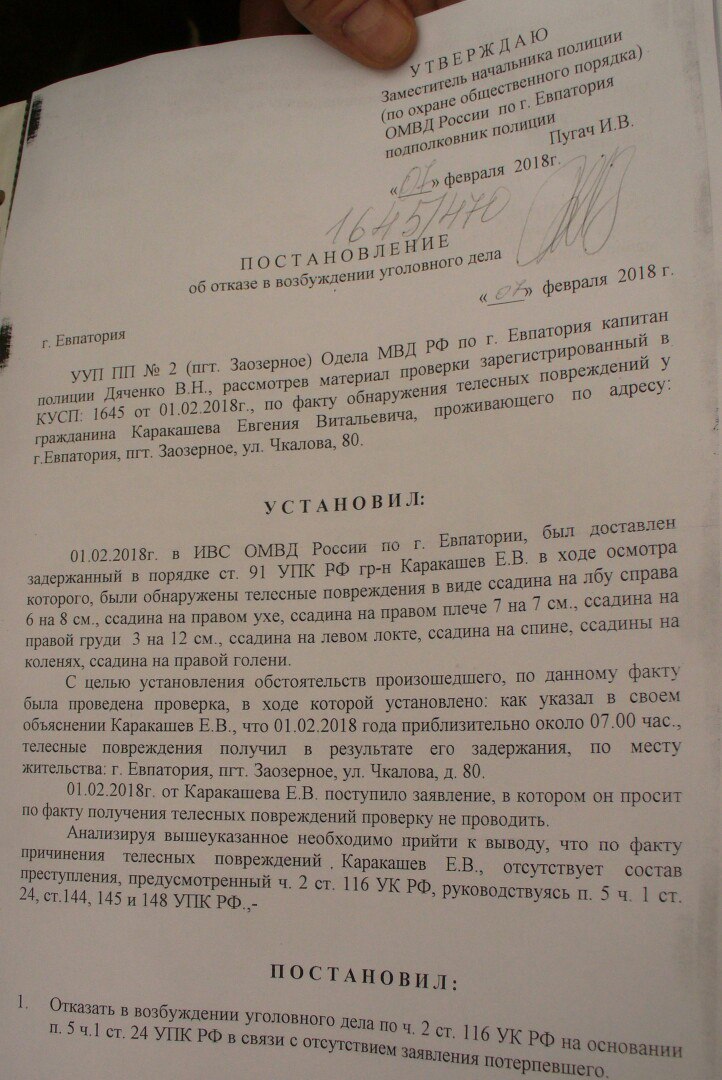 УТВЕРЖДАЮ
Заместитель начальника полиции
(по охране общественного порядка)
ОМВД России по г. Евпатория
подполковник полиции
Пугач И.В.
«07» февраля 2018г.
1645/470
ПОСТАНОВЛЕНИЕ
об отказе в возбуждении уголовного дела
«07» февраля 2018 г.
г. Евпатория
УУП ПП № 2 (пгт. Заозерное) Одела МВД РФ по г. Евпатория капитан
полиции Дяченко В.Н., рассмотрев материал проверки зарегистрированный в
КУСП: 1645 от 01.02.2018г., по факту обнаружения телесных повреждений у
гражданина Каракашева Евгения Витальевича, проживающего по адресу:
г.Евпатория, пгт. Заозерное, ул. Чкалова, 80.
УСТАНОВИЛ:
01.02.2018г. в ИВС ОМВД России по г. Евпатории, был доставлен
задержанный в порядке ст. 91 УПК РФ гр-н Каракашев Е.В. в ходе осмотра
которого, были обнаружены телесные повреждения в виде ссадина на лбу справа
6 на 8 см., ссадина на правом ухе, ссадина на правом плече 7 на 7 см., ссадина на
правой груди 3 на 12 см., ссадина на левом локте, ссадина на спине, ссадины на
коленях, ссадина на правой голени.
С целью установления обстоятельств произошедшего, по данному факту
была проведена проверка, в ходе которой установлено: как указал в своем
объяснении Каракашев Е.В., что 01.02.2018 года приблизительно около 07.00 час.,
телесные повреждения получил в результате его задержания, по месту
жительства: г. Евпатория, пгт. Заозерное, ул. Чкалова, д. 80.
01.02.2018г. от Каракашева Е.В. поступило заявление, в котором он просит
по факту получения телесных повреждений проверку не проводить.
Анализируя вышеуказанное необходимо прийти к выводу, что по факту
причинения телесных повреждений . Каракашев Е.В., отсутствует состав
преступления, предусмотренный ч. 2 ст. 116 УК РФ, руководствуясь п. 5 ч. 1 ст.
24, ст.144, 145 и 148 УПК РФ.,-
ПОСТАНОВИЛ:
1. Отказать в возбуждении уголовного дела по ч. 2 ст. 116 УК РФ на основании
п. 5 ч.1 ст. 24 УПК РФ в связи с отсутствием заявления потерпевшего.